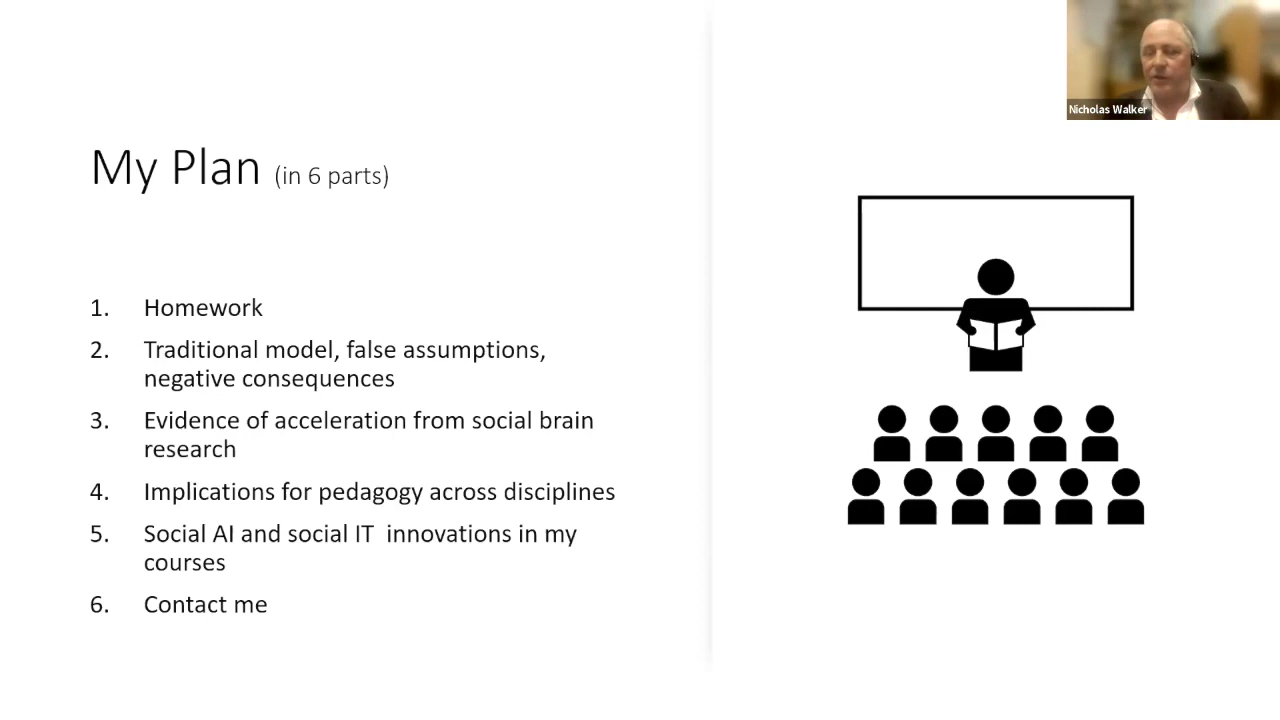 Nicholas Walker
My Plan (in 6 parts)
1. Homework
2. Traditional model, false assumptions,
negative consequences
3. Evidence of acceleration from social brain
research
4. Implications for pedagogy across disciplines
5. Social AI and social IT  innovations in my
courses
6. Contact me